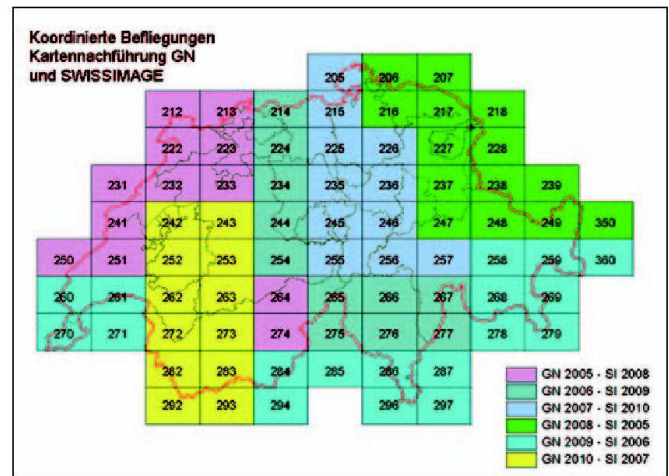 Koordinierte Befliegungen
Kartennachführung GN
und SWISSIMAGE
205 206 207
212 213 214 215 216 217 218
222 223 224 225 226 227 228
231 232 233 234 235 236 237 238 239
241 242 243 244 245 246 247 248 249 350
250 251 252 253 254 255 256 257 258 259 360
260 261 262 263 264 265 266 267 268 269
270 271 272 273 274 275 276 277 278 279
282 283 284 285 286 287
292 293 294 296 297
GN 2005 - SI 2008
GN 2006 - SI 2009
GN 2007 - SI 2010
GN 2008 - SI 2005
GN 2009 - SI 2006
GN 2010 - SI 2007